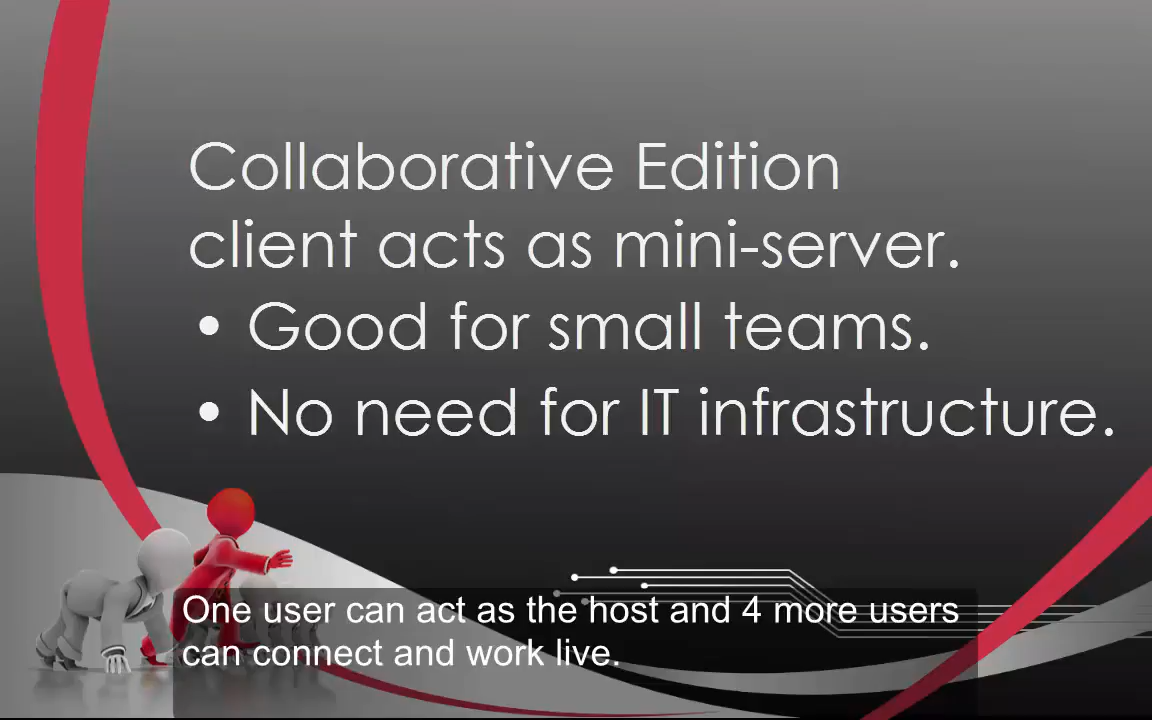 Collaborative Edition
client acts as mini-server.
• Good for small teams.
• No need for IT infrastructure.
One user can act as the host and 4 more users
can connect and work live.